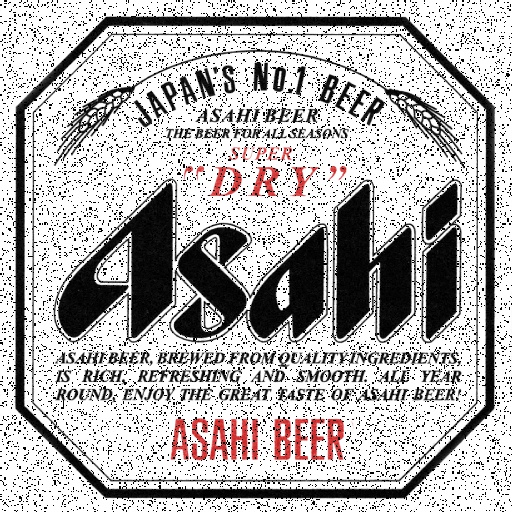 JAPAN'S No.1 BEER
ASAHI BEER
THE BEER FOR ALL SEASONS
SUPER
"DRY"
Asahi
ASAHI BEER, BREWED FROM QUALITY INGREDIENTS,
IS RICH, REFRESHING AND SMOOTH. ALL YEAR
ROUND, ENJOY THE GREAT TASTE OF ASAHI BEER!
ASAHI BEER